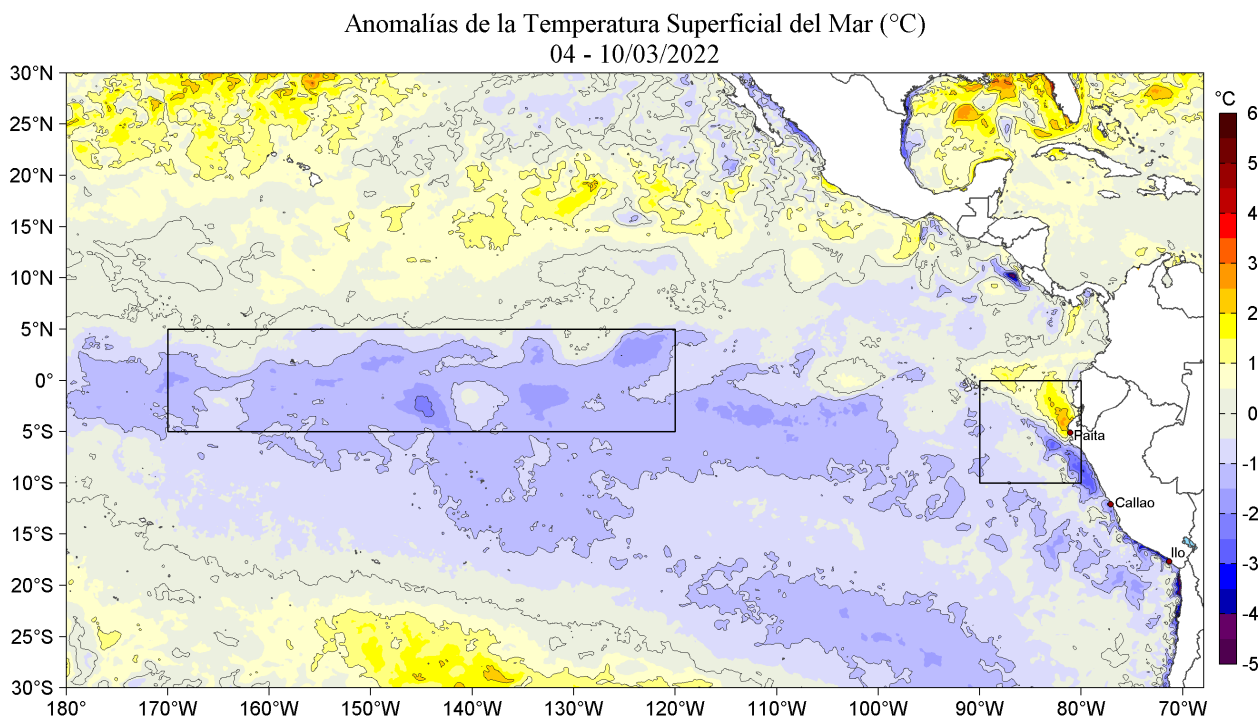 Anomalías de la Temperatura Superficial del Mar (°C)
04 - 10/03/2022
30°N
25°N
20°N
15°N
10°N
5°N
0°
5°S
10°S
15°S
20°S
25°S
30°S
180°
170°W
160°W
150°W
140°W
130°W
120°W
110°W
100°W
90°W
80°W
70°W
Paita
Callao
Ilo
°C
6
5
4
3
2
1
0
-1
-2
-3
-4
-5